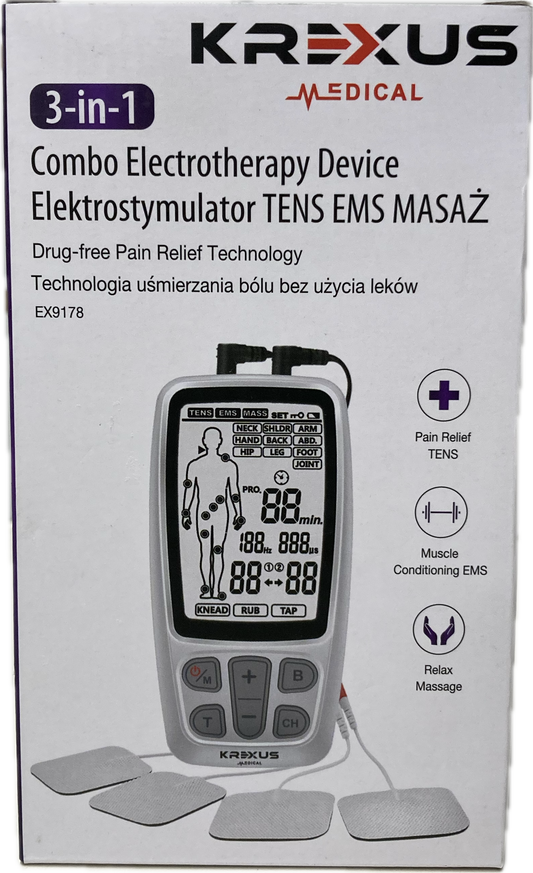 KREXUS
MEDICAL
3-in-1
Combo Electrotherapy Device
Elektrostymulator TENS EMS MASAŻ
Drug-free Pain Relief Technology
Technologia uśmierzania bólu bez użycia leków
EX9178
TENS EMS MASS SET
NECK SHLDR ARM
HAND BACK ABD.
HIP LEG FOOT
JOINT
PRO. 88 min.
188 Hz 888 µs
88 ①② 88
KNEAD RUB TAP
/M + B
T − CH
KREXUS
MEDICAL
Pain Relief
TENS
Muscle
Conditioning EMS
Relax
Massage